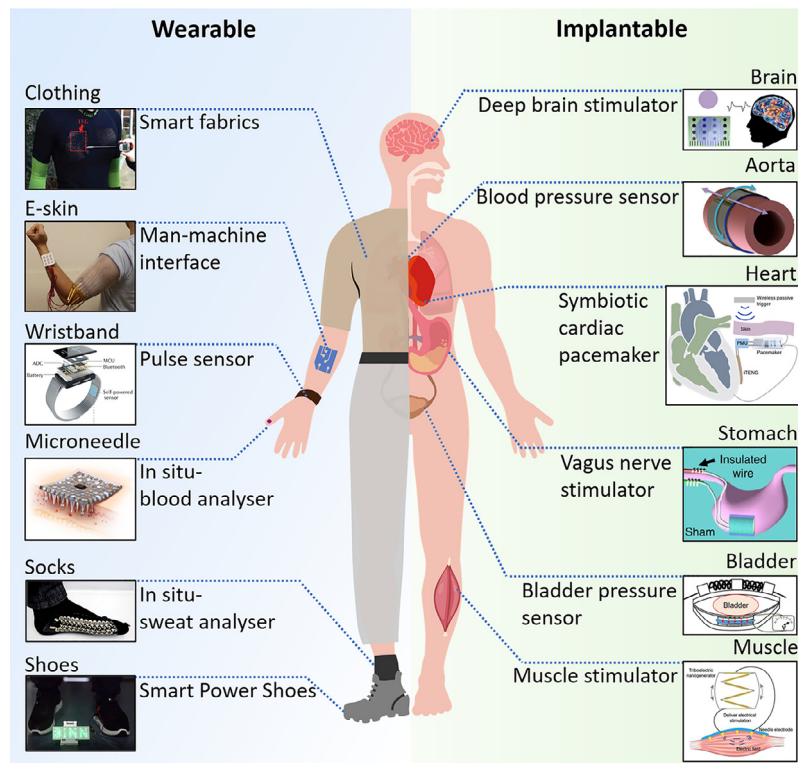 Wearable
Implantable
Clothing
Smart fabrics
E-skin
Man-machine
interface
Wristband
Pulse sensor
ADC
MCU
Bluetooth
Battery
Self-powered
sensor
Microneedle
In situ-
blood analyser
Socks
In situ-
sweat analyser
Shoes
Smart Power Shoes
Brain
Deep brain stimulator
Aorta
Blood pressure sensor
Heart
Symbiotic
cardiac
pacemaker
Wireless passive
trigger
Skin
PMU
Pacemaker
iTENG
Stomach
Vagus nerve
stimulator
Insulated
wire
Sham
Bladder
Bladder pressure
sensor
Bladder
Muscle
Muscle stimulator
Triboelectric
nanogenerator
Deliver electrical
stimulation
Needle electrode
Electric field